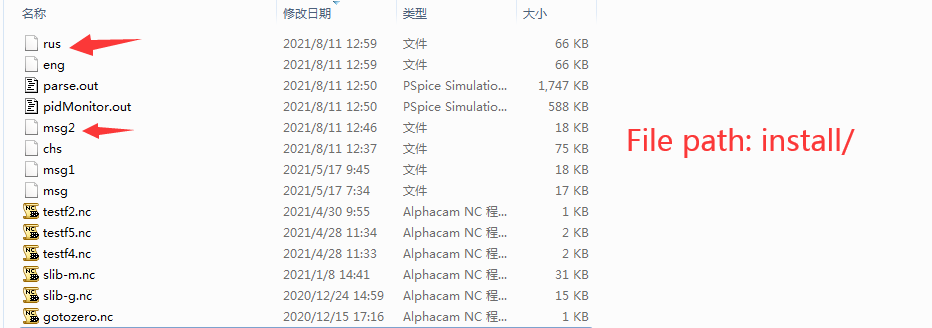 名称 修改日期 类型 大小
rus 2021/8/11 12:59 文件 66 KB
eng 2021/8/11 12:59 文件 66 KB
parse.out 2021/8/11 12:50 PSpice Simulatio... 1,747 KB
pidMonitor.out 2021/8/11 12:50 PSpice Simulatio... 588 KB
msg2 2021/8/11 12:46 文件 18 KB
File path: install/
chs 2021/8/11 12:37 文件 75 KB
msg1 2021/5/17 9:45 文件 18 KB
msg 2021/5/17 7:34 文件 17 KB
testf2.nc 2021/4/30 9:55 Alphacam NC 程... 1 KB
testf5.nc 2021/4/28 11:34 Alphacam NC 程... 2 KB
testf4.nc 2021/4/28 11:33 Alphacam NC 程... 2 KB
slib-m.nc 2021/1/8 14:41 Alphacam NC 程... 31 KB
slib-g.nc 2020/12/24 14:59 Alphacam NC 程... 15 KB
gotozero.nc 2020/12/15 17:16 Alphacam NC 程... 1 KB